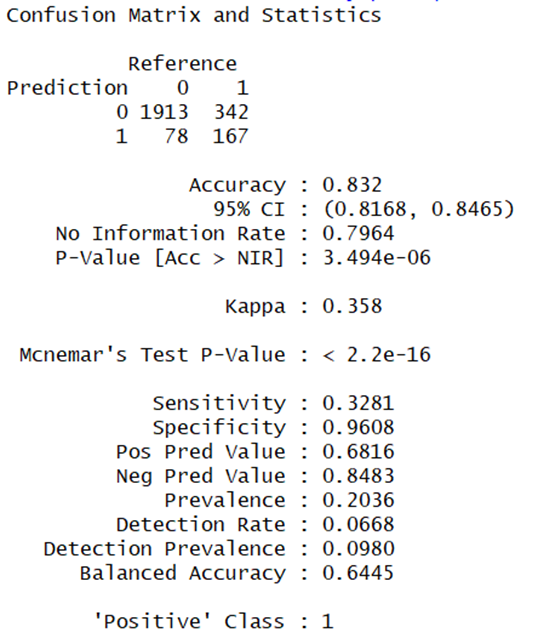 Confusion Matrix and Statistics
Reference
Prediction 0 1
0 1913 342
1 78 167
Accuracy : 0.832
95% CI : (0.8168, 0.8465)
No Information Rate : 0.7964
P-Value [Acc > NIR] : 3.494e-06
Kappa : 0.358
Mcnemar's Test P-Value : < 2.2e-16
Sensitivity : 0.3281
Specificity : 0.9608
Pos Pred Value : 0.6816
Neg Pred Value : 0.8483
Prevalence : 0.2036
Detection Rate : 0.0668
Detection Prevalence : 0.0980
Balanced Accuracy : 0.6445
'Positive' Class : 1